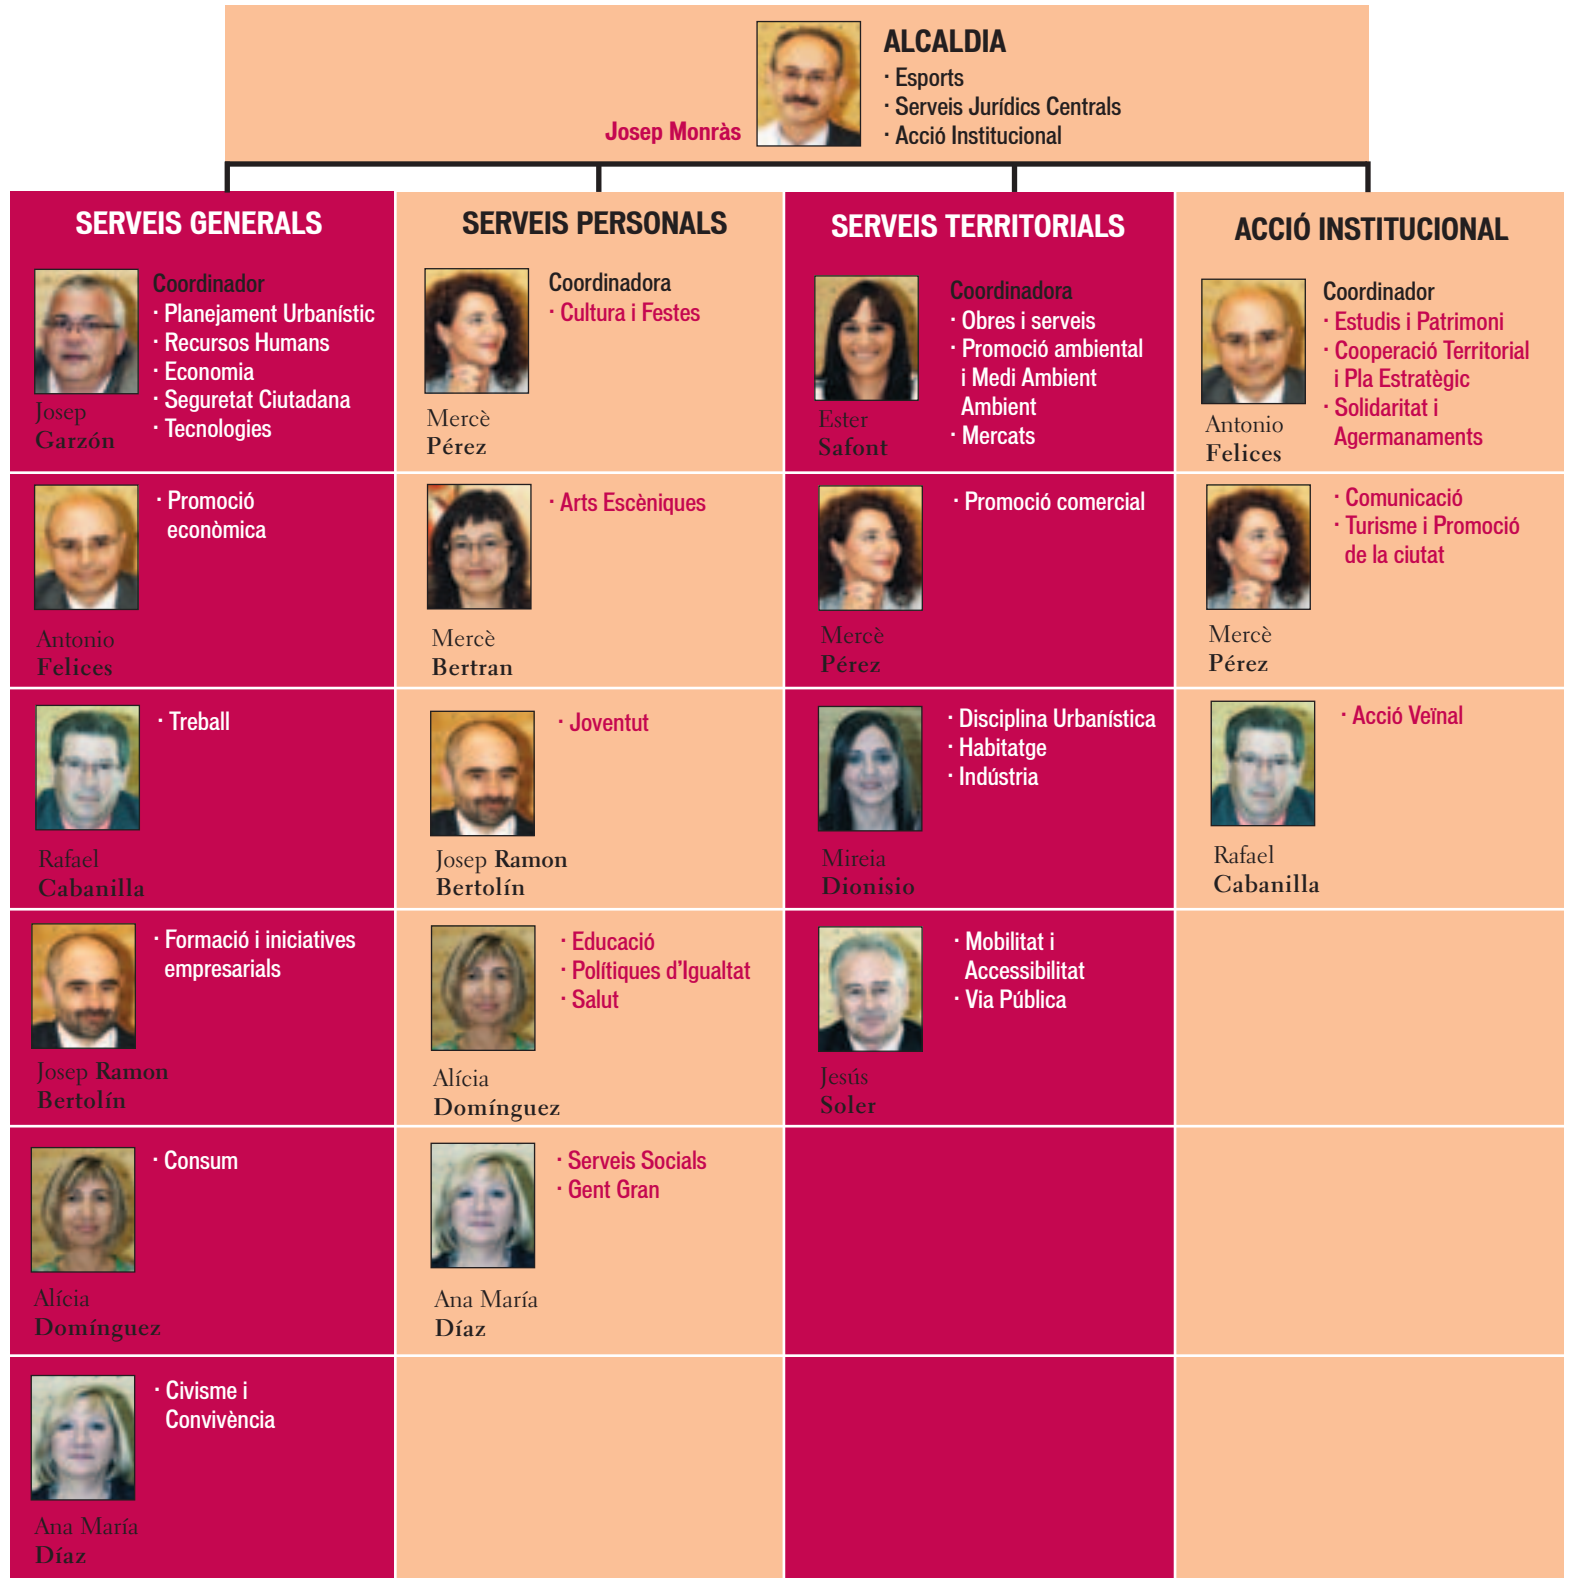 ALCALDIA
· Esports
· Serveis Jurídics Centrals
· Acció Institucional
Josep Monràs
SERVEIS GENERALS
Coordinador
· Planejament Urbanístic
· Recursos Humans
· Economia
· Seguretat Ciutadana
· Tecnologies
Josep
Garzón
· Promoció
econòmica
Antonio
Felices
· Treball
Rafael
Cabanilla
· Formació i iniciatives
empresarials
Josep Ramon
Bertolín
· Consum
Alícia
Domínguez
· Civisme i
Convivència
Ana María
Díaz
SERVEIS PERSONALS
Coordinadora
· Cultura i Festes
Mercè
Pérez
· Arts Escèniques
Mercè
Bertran
· Joventut
Josep Ramon
Bertolín
· Educació
· Polítiques d'Igualtat
· Salut
Alícia
Domínguez
· Serveis Socials
· Gent Gran
Ana María
Díaz
SERVEIS TERRITORIALS
Coordinadora
· Obres i serveis
· Promoció ambiental
i Medi Ambient
Ambient
· Mercats
Ester
Safont
· Promoció comercial
Mercè
Pérez
· Disciplina Urbanística
· Habitatge
· Indústria
Mireia
Dionisio
· Mobilitat i
Accessibilitat
· Via Pública
Jesús
Soler
ACCIÓ INSTITUCIONAL
Coordinador
· Estudis i Patrimoni
· Cooperació Territorial
i Pla Estratègic
· Solidaritat i
Agermanaments
Antonio
Felices
· Comunicació
· Turisme i Promoció
de la ciutat
Mercè
Pérez
· Acció Veïnal
Rafael
Cabanilla